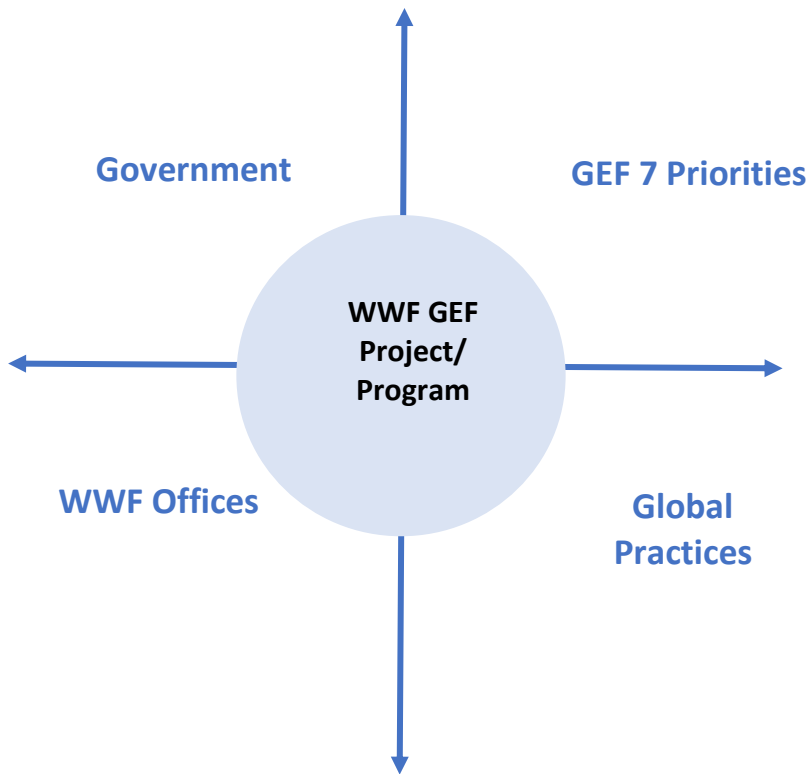 Government
GEF 7 Priorities
WWF GEF
Project/
Program
WWF Offices
Global
Practices